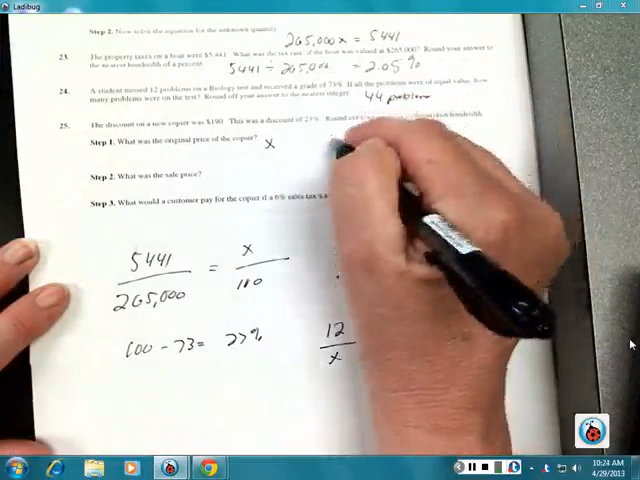 Ladibug
Step 2. Now solve the equation for the unknown quantity
265,000x = 5441
23. The property taxes on a boat were $5,441. What was the tax rate, if the boat was valued at $265,000? Round your answer to
the nearest hundredth of a percent. 5441 ÷ 265,000 = 2.05%
24. A student missed 12 problems on a Biology test and received a grade of 73%. If all the problems were of equal value, how
many problems were on the test? Round off your answer to the nearest integer. 44 problems
25. The discount on a new copier was $190. This was a discount of 23%. Round
Step 1. What was the original price of the copier? x
Step 2. What was the sale price?
Step 3. What would a customer pay for the copier if a 6% sales tax
5441 / 265,000 = x / 100
100 - 73 = 27%
12 / x
10:24 AM
4/29/2013